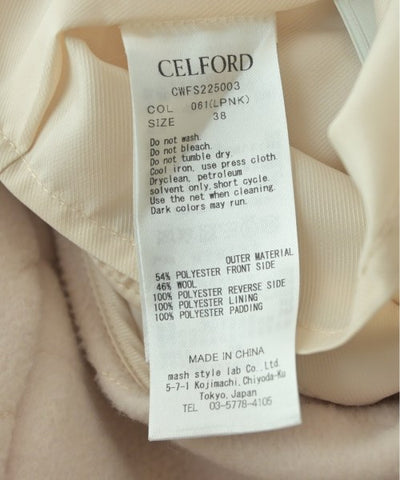 CELFORD
CWFS225003
COL 061(LPNK)
SIZE 38
Do not wash.
Do not bleach.
Do not tumble dry.
Cool iron, use press cloth.
Dryclean, petroleum
solvent only, short cycle.
Use the net when cleaning.
Dark colors may run.
OUTER MATERIAL
54% POLYESTER FRONT SIDE
46% WOOL
100% POLYESTER REVERSE SIDE
100% POLYESTER LINING
100% POLYESTER PADDING
MADE IN CHINA
mash style lab Co., Ltd.
5-7-1 Kojimachi, Chiyoda-Ku
Tokyo, Japan
TEL 03-5778-4105